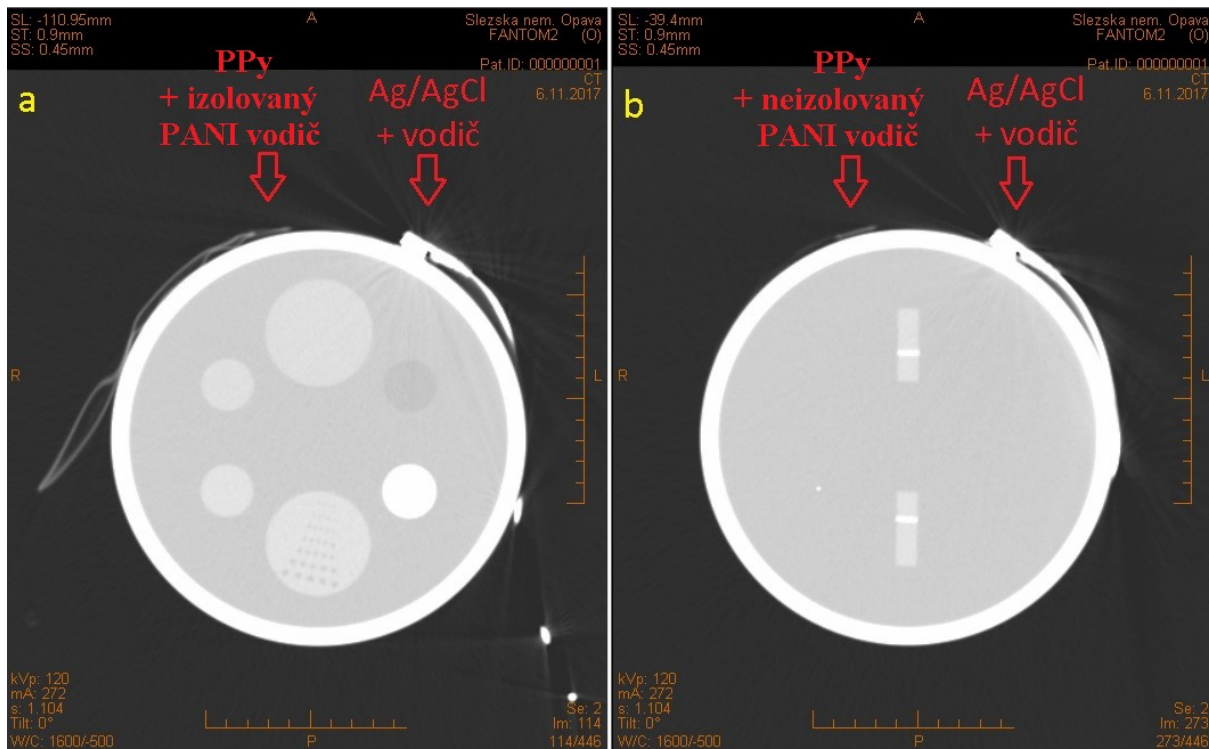 SL: -110.95mm
ST: 0.9mm
SS: 0.45mm
A
Slezska nem. Opava
FANTOM2 (O)
Pat.ID: 000000001
CT
6.11.2017
a
PPy
+ izolovaný
PANI vodič
Ag/AgCl
+ vodič
R
L
kVp: 120
mA: 272
s: 1.104
Tilt: 0°
W/C: 1600/-500
P
Se: 2
Im: 114
114/446
SL: -39.4mm
ST: 0.9mm
SS: 0.45mm
A
Slezska nem. Opava
FANTOM2 (O)
Pat.ID: 000000001
CT
6.11.2017
b
PPy
+ neizolovaný
PANI vodič
Ag/AgCl
+ vodič
R
L
kVp: 120
mA: 272
s: 1.104
Tilt: 0°
W/C: 1600/-500
P
Se: 2
Im: 273
273/446